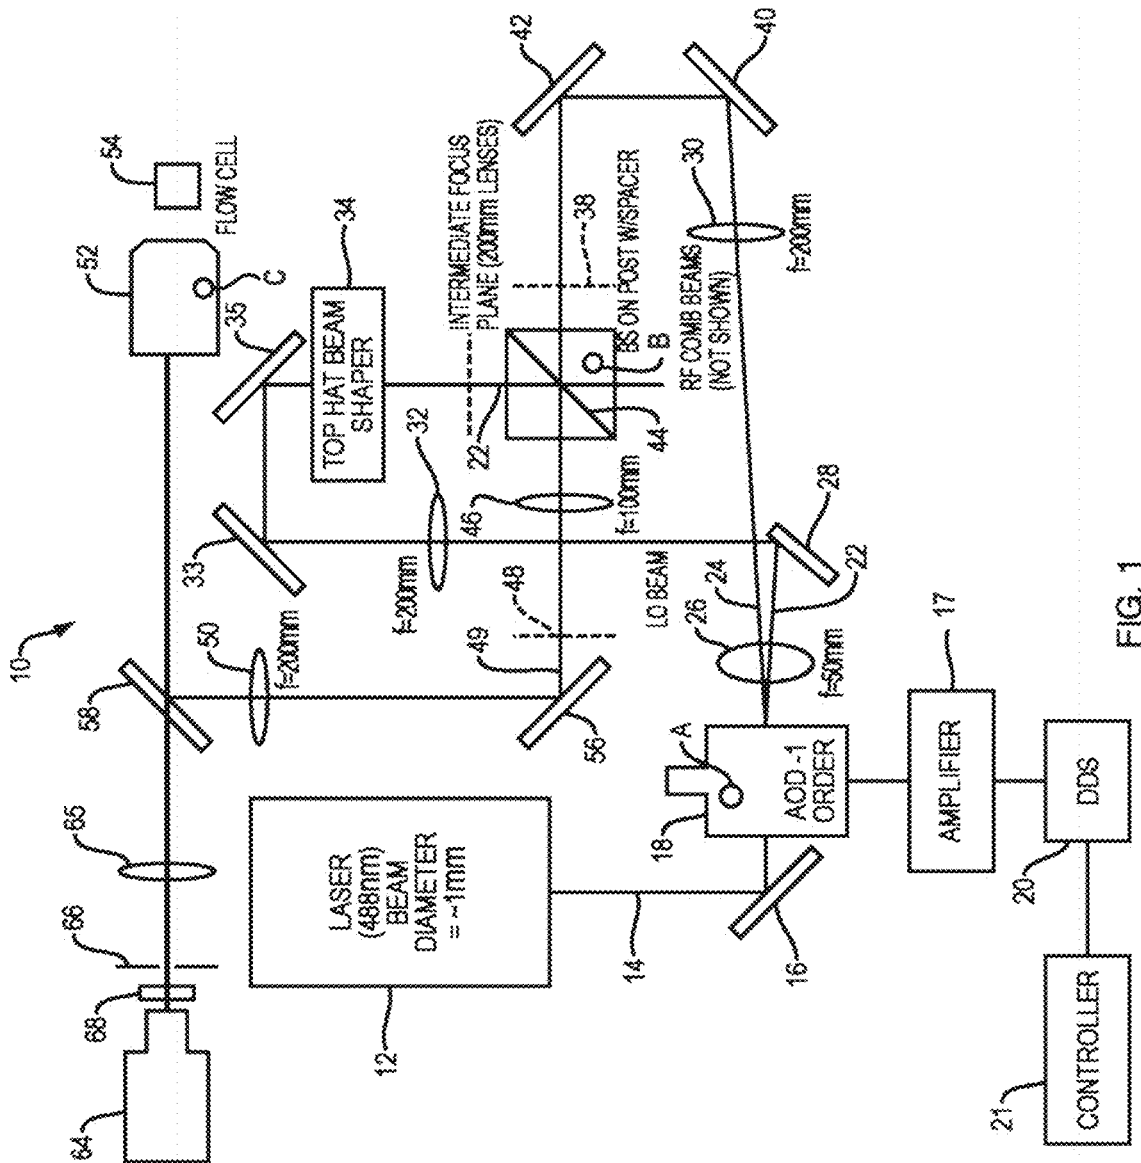 10
42
54
FLOW CELL
52
C
35
34
TOP HAT BEAM
SHAPER
INTERMEDIATE FOCUS
PLANE (200mm LENSES)
38
BS ON POST W/SPACER
40
30
f=200mm
RF COMB BEAMS
(NOT SHOWN)
B
44
22
32
f=200mm
33
46
f=100mm
28
22
24
LO BEAM
26
f=50mm
48
49
50
f=200mm
58
56
A
18
AOD -1
ORDER
17
AMPLIFIER
DDS
20
CONTROLLER
21
16
14
LASER
(488nm)
BEAM
DIAMETER
= ~1mm
12
65
66
68
64
FIG. 1